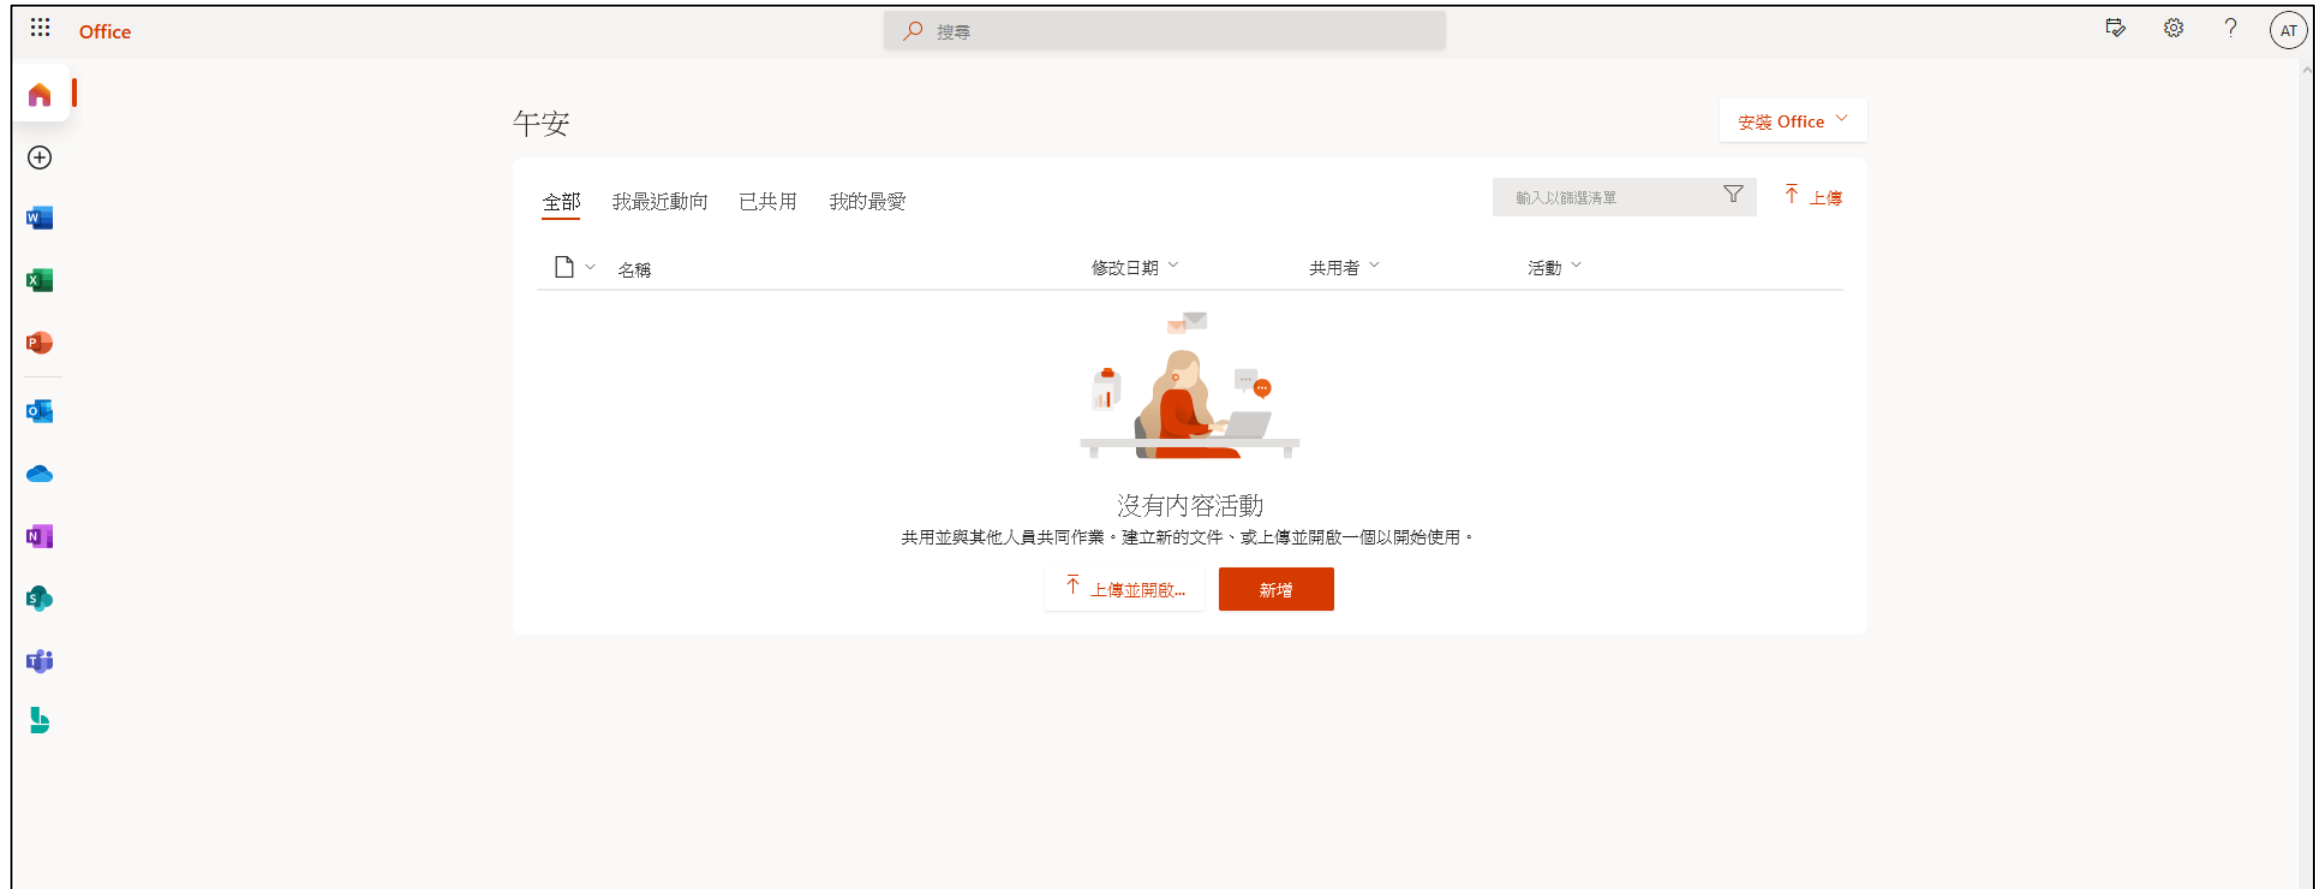 Office
搜尋
?
AT
午安
安裝 Office
全部 我最近動向 已共用 我的最愛
輸入以篩選清單
上傳
名稱 修改日期 共用者 活動
W
X
P
O
N
S
T
沒有内容活動
共用並與其他人員共同作業。建立新的文件、或上傳並開啟一個以開始使用。
上傳並開啟...
新增